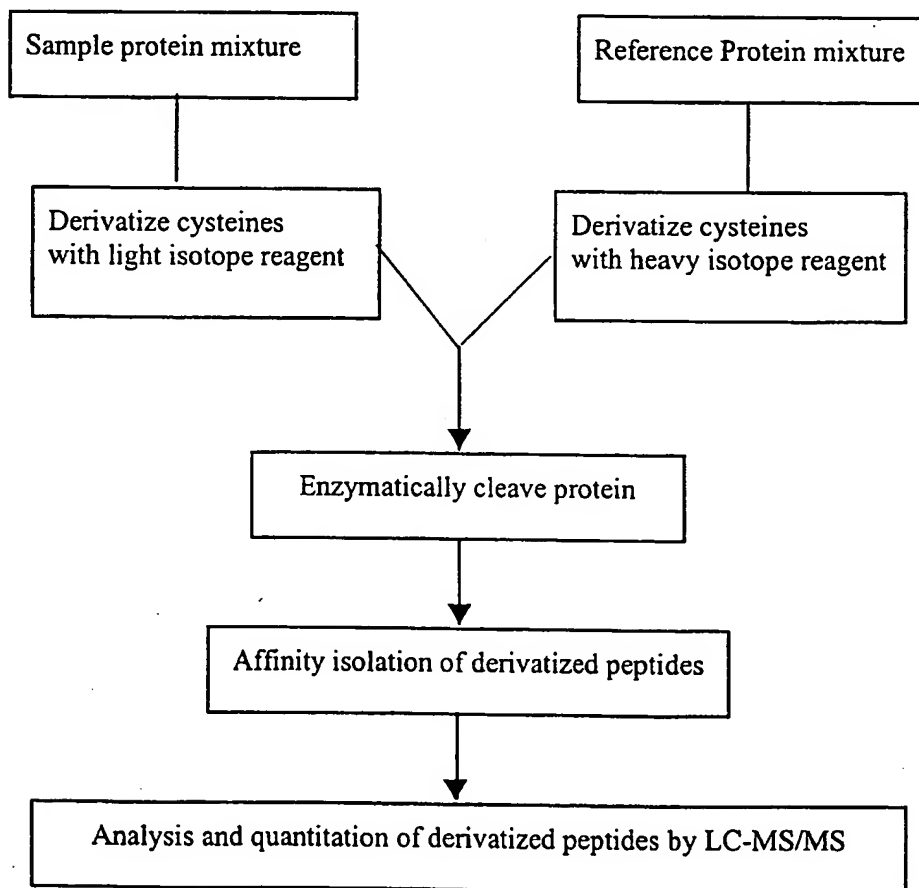 Sample protein mixture
Reference Protein mixture
Derivatize cysteines
with light isotope reagent
Derivatize cysteines
with heavy isotope reagent
Enzymatically cleave protein
Affinity isolation of derivatized peptides
Analysis and quantitation of derivatized peptides by LC-MS/MS